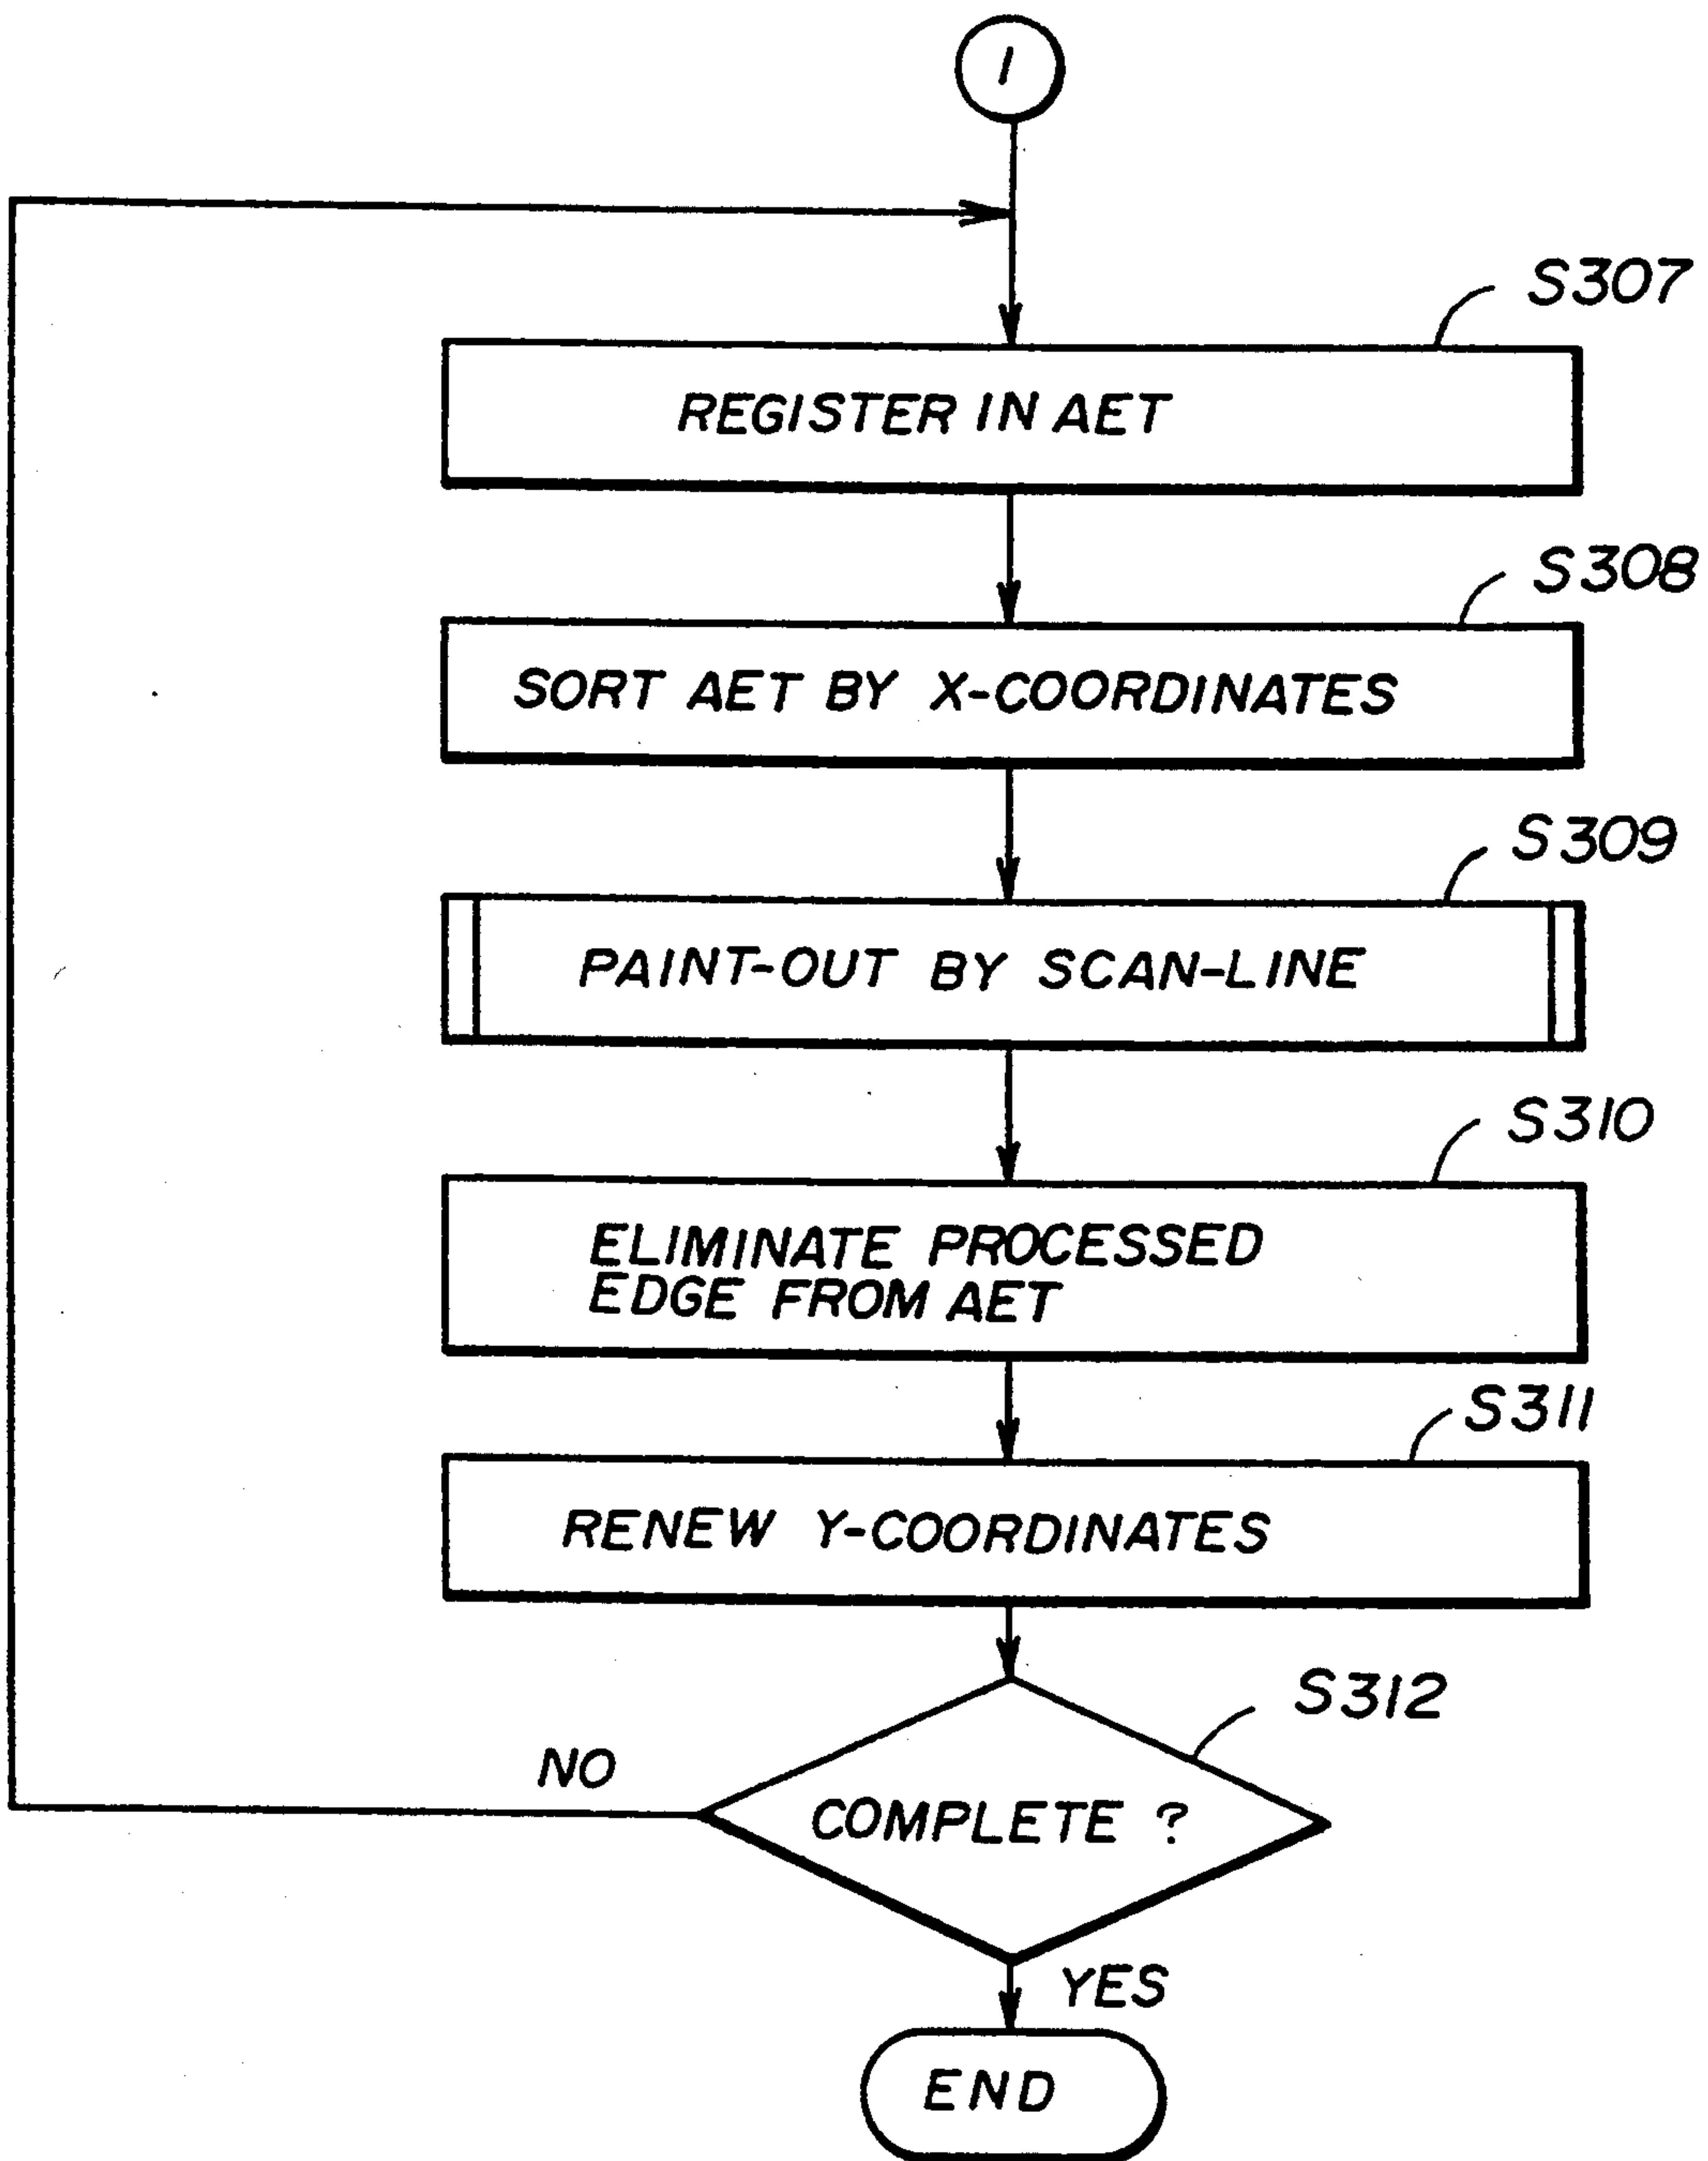 1
S307
REGISTER IN AET
S308
SORT AET BY X-COORDINATES
S309
PAINT-OUT BY SCAN-LINE
S310
ELIMINATE PROCESSED
EDGE FROM AET
S311
RENEW Y-COORDINATES
S312
NO
COMPLETE ?
YES
END